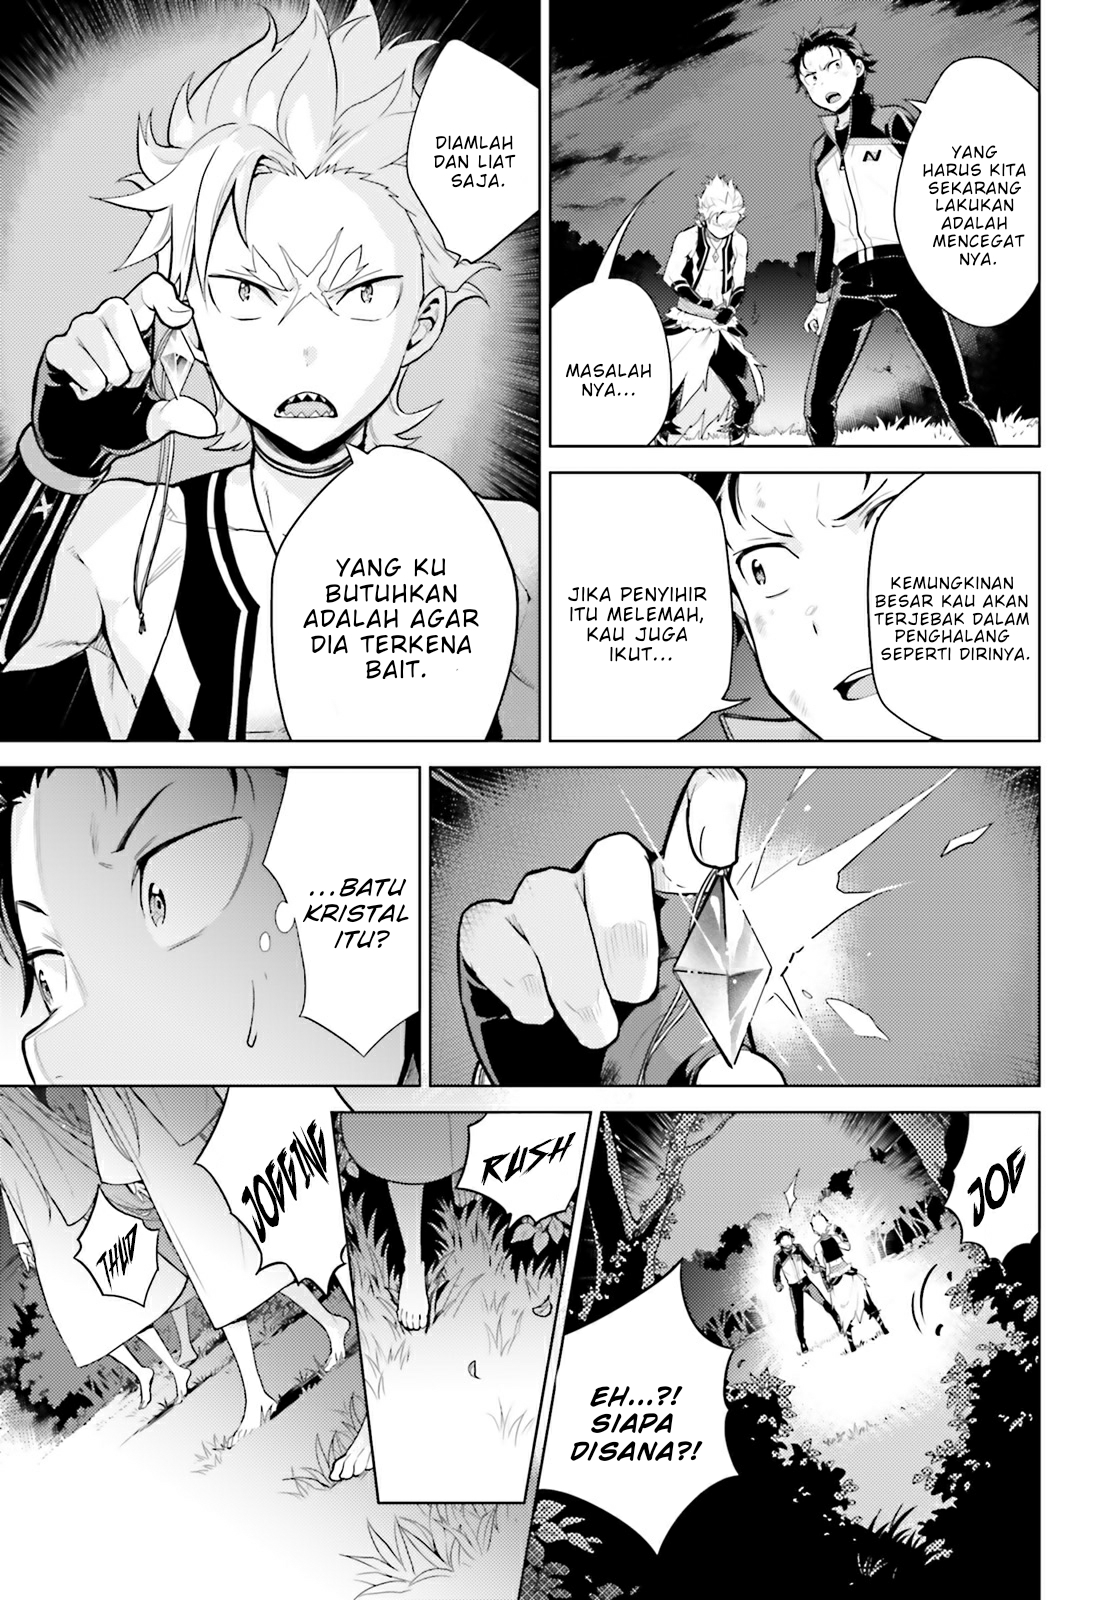 YANG
HARUS KITA
SEKARANG
LAKUKAN
ADALAH
MENCEGAT
NYA.
N
MASALAH
NYA...
DIAMLAH
DAN LIAT
SAJA.
YANG KU
BUTUHKAN
ADALAH AGAR
DIA TERKENA
BAIT.
KEMUNGKINAN
BESAR KAU AKAN
TERJEBAK DALAM
PENGHALANG
SEPERTI DIRINYA.
JIKA PENYIHIR
ITU MELEMAH,
KAU JUGA
IKUT...
...BATU
KRISTAL
ITU?
JOG
EH...?!
SIAPA
DISANA?!
RUSH
JOGGING
THUD